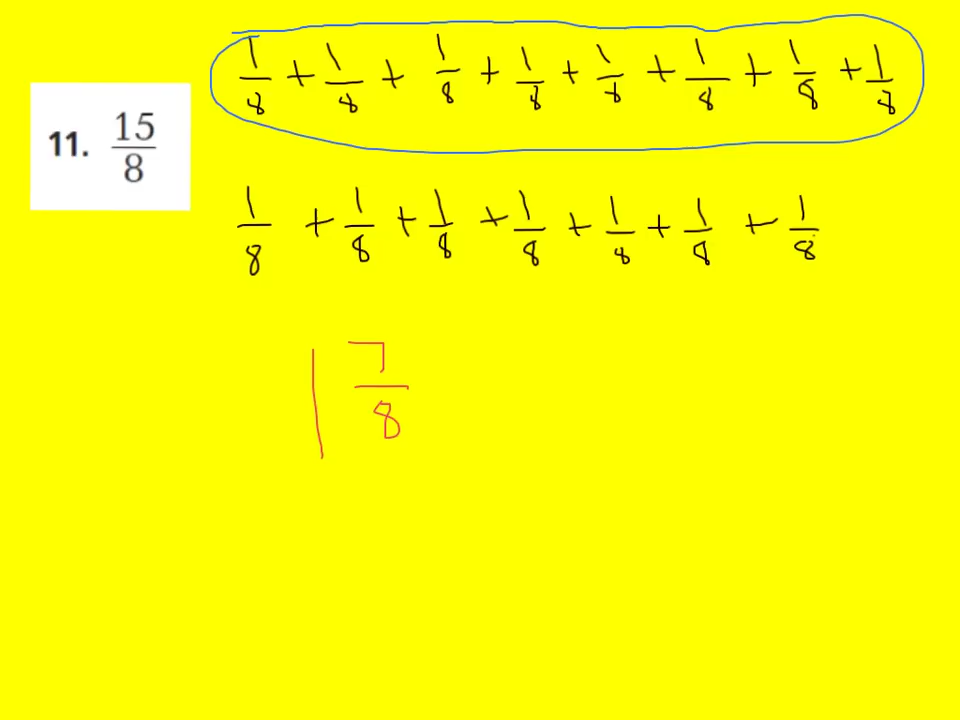 11. 15/8
1/8 + 1/8 + 1/8 + 1/8 + 1/8 + 1/8 + 1/8 + 1/8
1/8 + 1/8 + 1/8 + 1/8 + 1/8 + 1/8 + 1/8
1 7/8